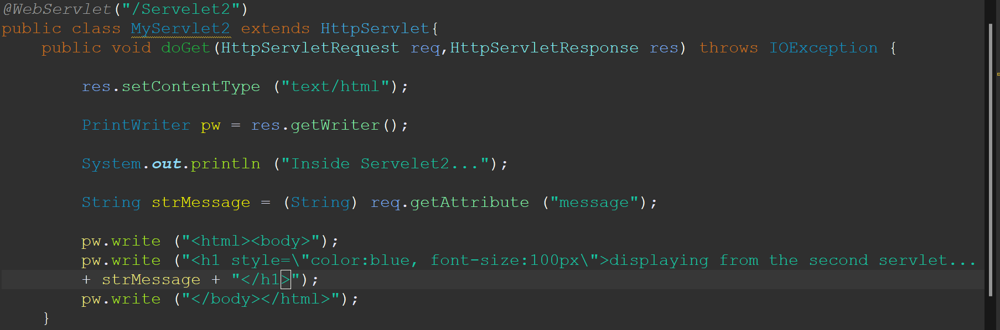 @WebServlet("/Servelet2")
public class MyServlet2 extends HttpServlet{
public void doGet(HttpServletRequest req,HttpServletResponse res) throws IOException {
res.setContentType ("text/html");
PrintWriter pw = res.getWriter();
System.out.println ("Inside Servelet2...");
String strMessage = (String) req.getAttribute ("message");
pw.write ("<html><body>");
pw.write ("<h1 style=\"color:blue, font-size:100px\">displaying from the second servlet...
+ strMessage + "</h1>");
pw.write ("</body></html>");
}